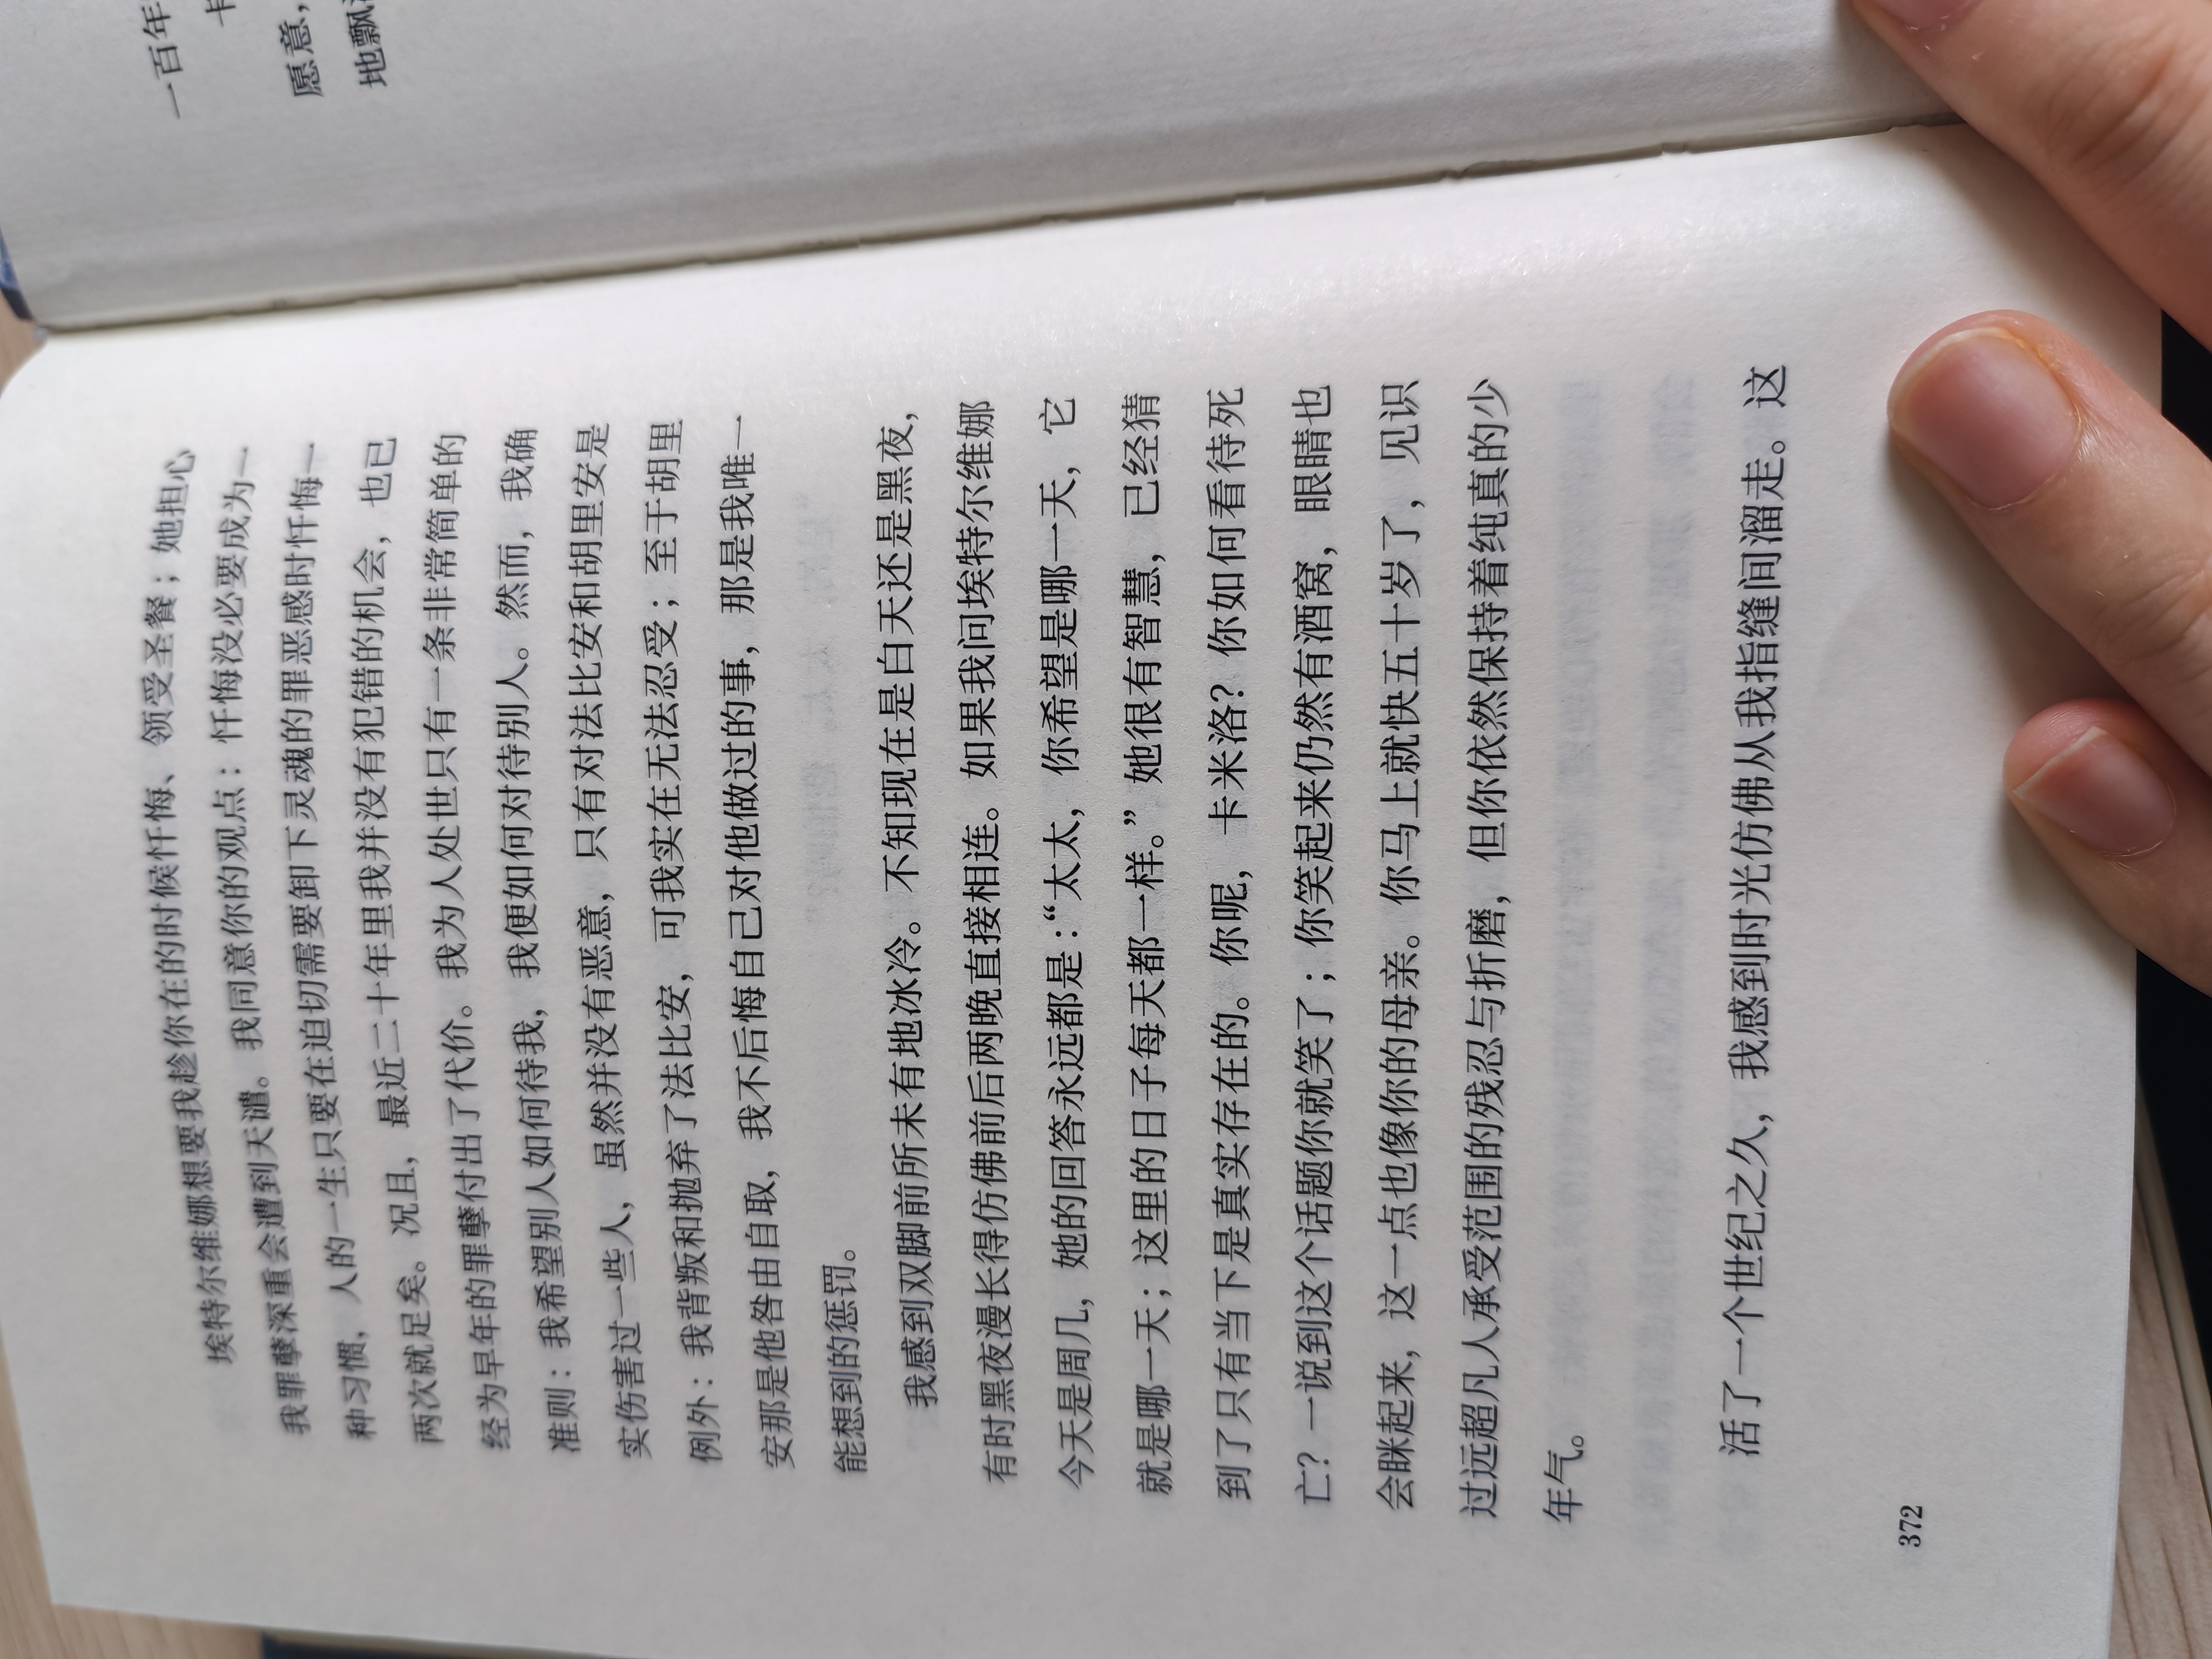 埃特尔维娜想要我趁你在的时候忏悔、领受圣餐；她担心
我罪孽深重会遭到天谴。我同意你的观点：忏悔没必要成为一
种习惯，人的一生只要在迫切需要卸下灵魂的罪恶感时忏悔一
两次就足矣。况且，最近二十年里我并没有犯错的机会，也已
经为早年的罪孽付出了代价。我为人处世只有一条非常简单的
准则：我希望别人如何待我，我便如何对待别人。然而，我确
实伤害过一些人，虽然并没有恶意，只有对法比安和胡里安是
例外：我背叛和抛弃了法比安，可我实在无法忍受；至于胡里
安那是他咎由自取，我不后悔自己对他做过的事，那是我唯一
能想到的惩罚。
我感到双脚前所未有地冰冷。不知现在是白天还是黑夜，
有时黑夜漫长得仿佛前后两晚直接相连。如果我问埃特尔维娜
今天是周几，她的回答永远都是：“太太，你希望是哪一天，它
就是哪一天；这里的日子每天都一样。”她很有智慧，已经猜
到了只有当下是真实存在的。你呢，卡米洛？你如何看待死
亡？一说到这个话题你就笑了；你笑起来仍然有酒窝，眼睛也
会眯起来，这一点也像你的母亲。你马上就快五十岁了，见识
过远超凡人承受范围的残忍与折磨，但你依然保持着纯真的少
年气。
活了一个世纪之久，我感到时光仿佛从我指缝间溜走。这
372
一百年
愿意，
地飘